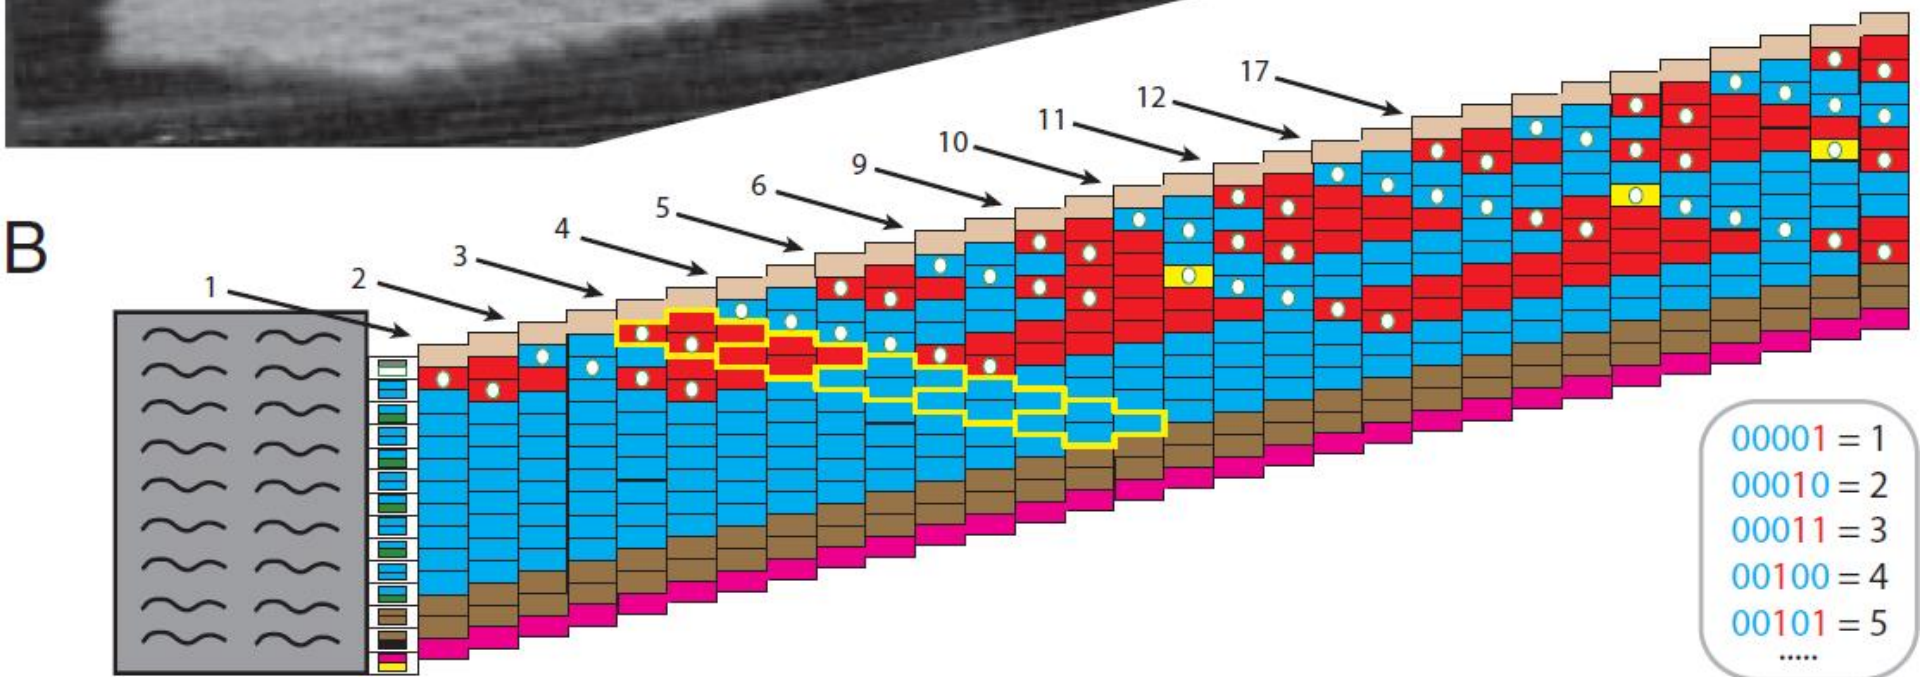 B
1
2
3
4
5
6
9
10
11
12
17
00001 = 1
00010 = 2
00011 = 3
00100 = 4
00101 = 5
.....